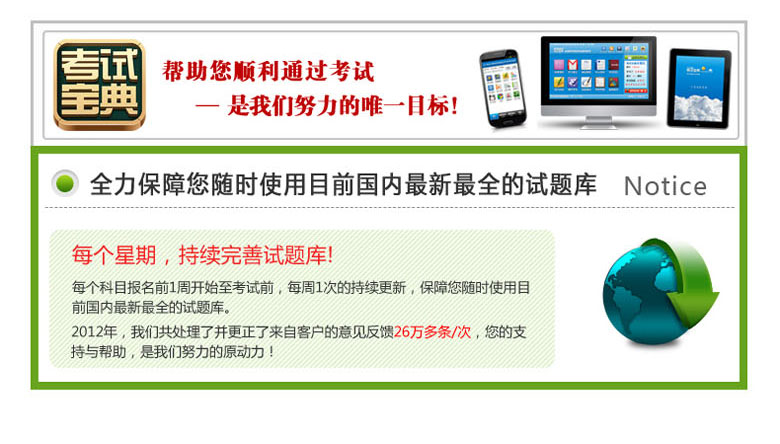 考试
宝典
帮助您顺利通过考试
— 是我们努力的唯一目标!
全力保障您随时使用目前国内最新最全的试题库 Notice
每个星期，持续完善试题库!
每个科目报名前1周开始至考试前，每周1次的持续更新，保障您随时使用目
前国内最新最全的试题库。
2012年，我们共处理了并更正了来自客户的意见反馈26万多条/次，您的支
持与帮助，是我们努力的原动力！